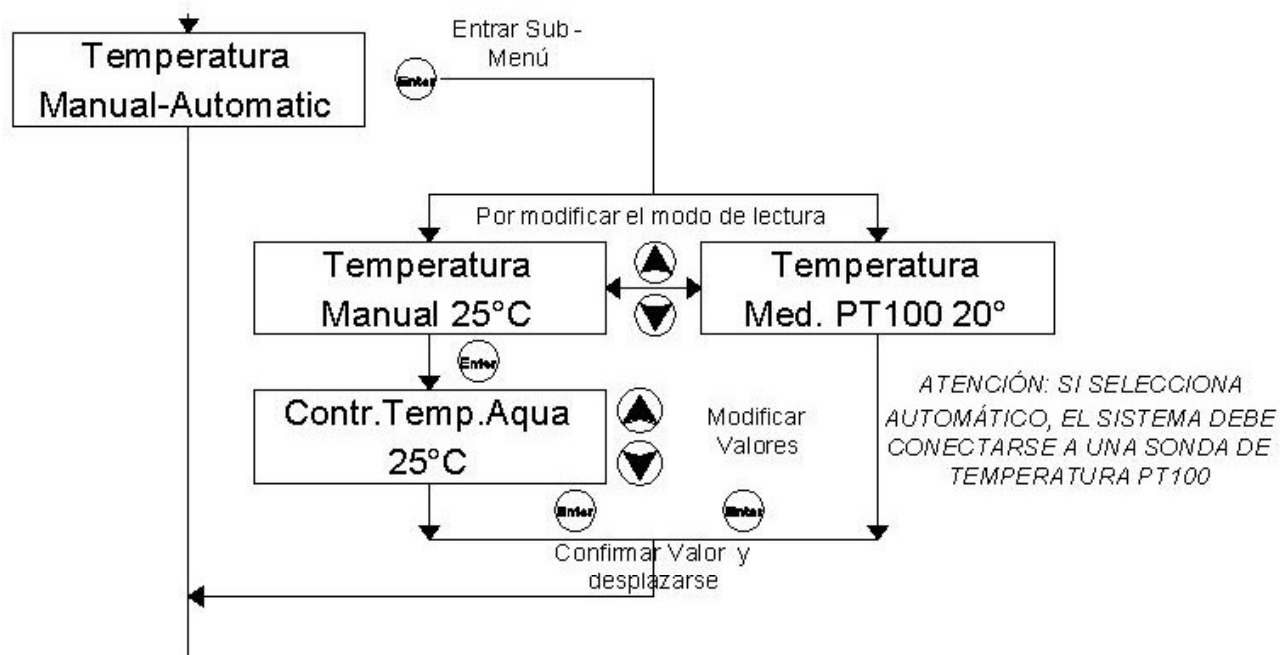 Entrar Sub -
Menú
Temperatura
Manual-Automatic
Enter
Por modificar el modo de lectura
Temperatura
Manual 25°C
Temperatura
Med. PT100 20°
Enter
Contr.Temp.Aqua
25°C
Modificar
Valores
ATENCIÓN: SI SELECCIONA
AUTOMÁTICO, EL SISTEMA DEBE
CONECTARSE A UNA SONDA DE
TEMPERATURA PT100
Enter
Enter
Confirmar Valor y
desplazarse